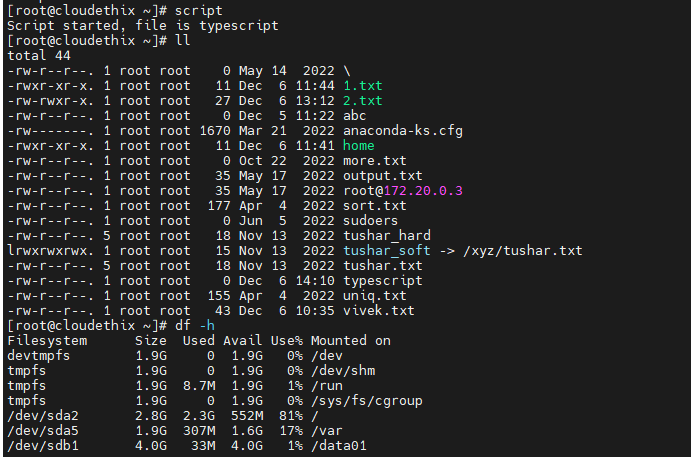 [root@cloudethix ~]# script
Script started, file is typescript
[root@cloudethix ~]# ll
total 44
-rw-r--r--. 1 root root    0 May 14  2022 \
-rwxr-xr-x. 1 root root   11 Dec  6 11:44 1.txt
-rw-rwxr-x. 1 root root   27 Dec  6 13:12 2.txt
-rw-r--r--. 1 root root    0 Dec  5 11:22 abc
-rw-------. 1 root root 1670 Mar 21  2022 anaconda-ks.cfg
-rwxr-xr-x. 1 root root   11 Dec  6 11:41 home
-rw-r--r--. 1 root root    0 Oct 22  2022 more.txt
-rw-r--r--. 1 root root   35 May 17  2022 output.txt
-rw-r--r--. 1 root root   35 May 17  2022 root@172.20.0.3
-rw-r--r--. 1 root root  177 Apr  4  2022 sort.txt
-rw-r--r--. 1 root root    0 Jun  5  2022 sudoers
-rw-r--r--. 5 root root   18 Nov 13  2022 tushar_hard
lrwxrwxrwx. 1 root root   15 Nov 13  2022 tushar_soft -> /xyz/tushar.txt
-rw-r--r--. 5 root root   18 Nov 13  2022 tushar.txt
-rw-r--r--. 1 root root    0 Dec  6 14:10 typescript
-rw-r--r--. 1 root root  155 Apr  4  2022 uniq.txt
-rw-r--r--. 1 root root   43 Dec  6 10:35 vivek.txt
[root@cloudethix ~]# df -h
Filesystem      Size  Used Avail Use% Mounted on
devtmpfs        1.9G     0  1.9G   0% /dev
tmpfs           1.9G     0  1.9G   0% /dev/shm
tmpfs           1.9G  8.7M  1.9G   1% /run
tmpfs           1.9G     0  1.9G   0% /sys/fs/cgroup
/dev/sda2       2.8G  2.3G  552M  81% /
/dev/sda5       1.9G  307M  1.6G  17% /var
/dev/sdb1       4.0G   33M  4.0G   1% /data01